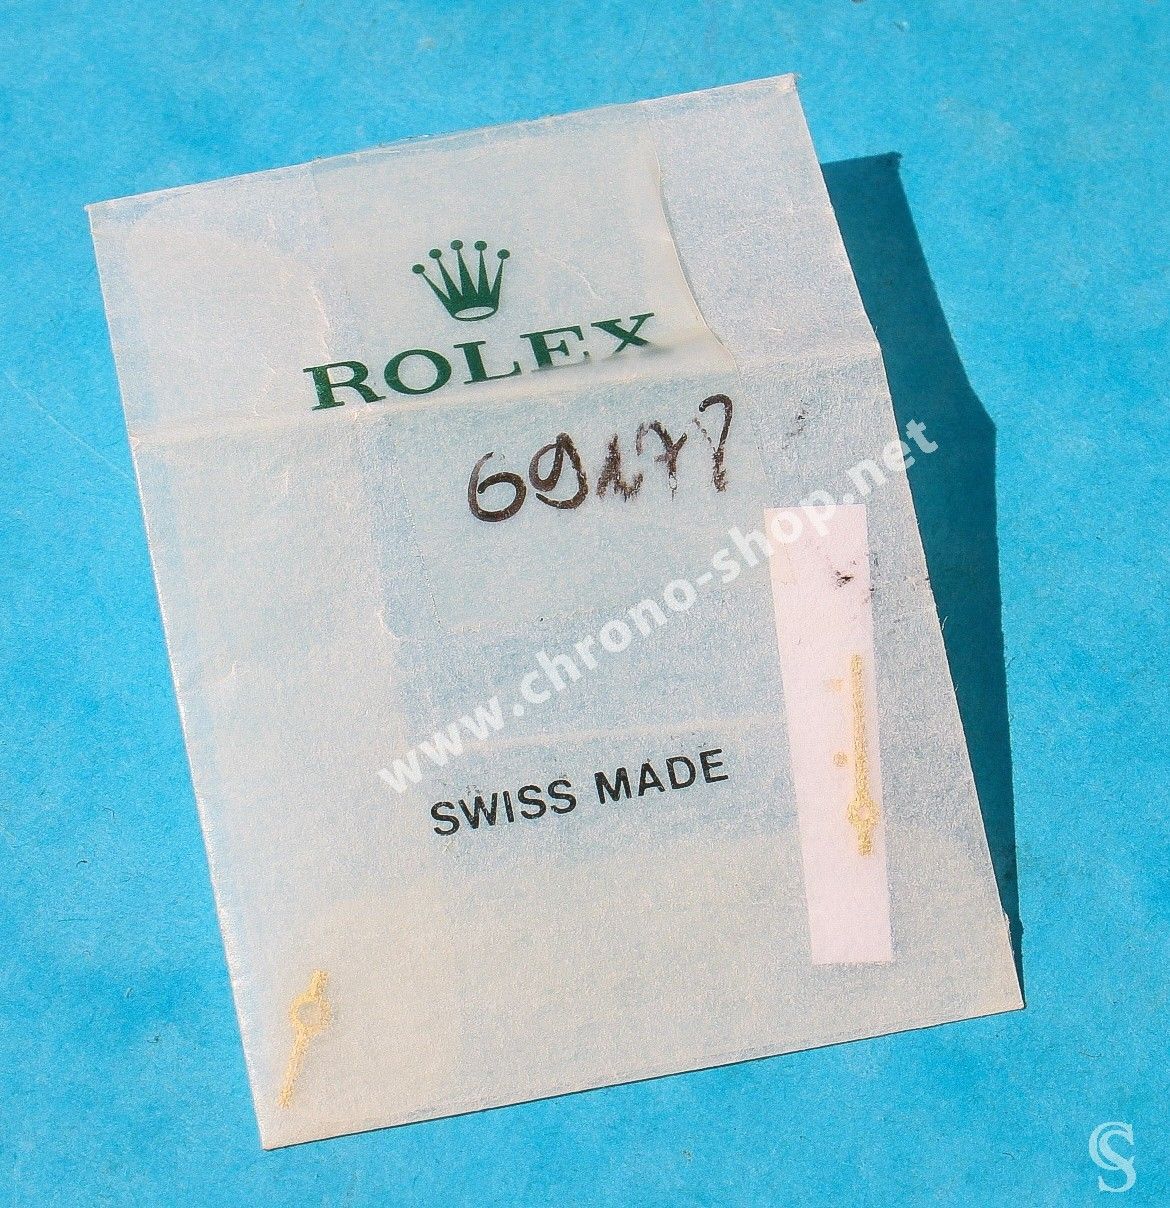 ROLEX
69177
www.chrono-shop.net
SWISS MADE